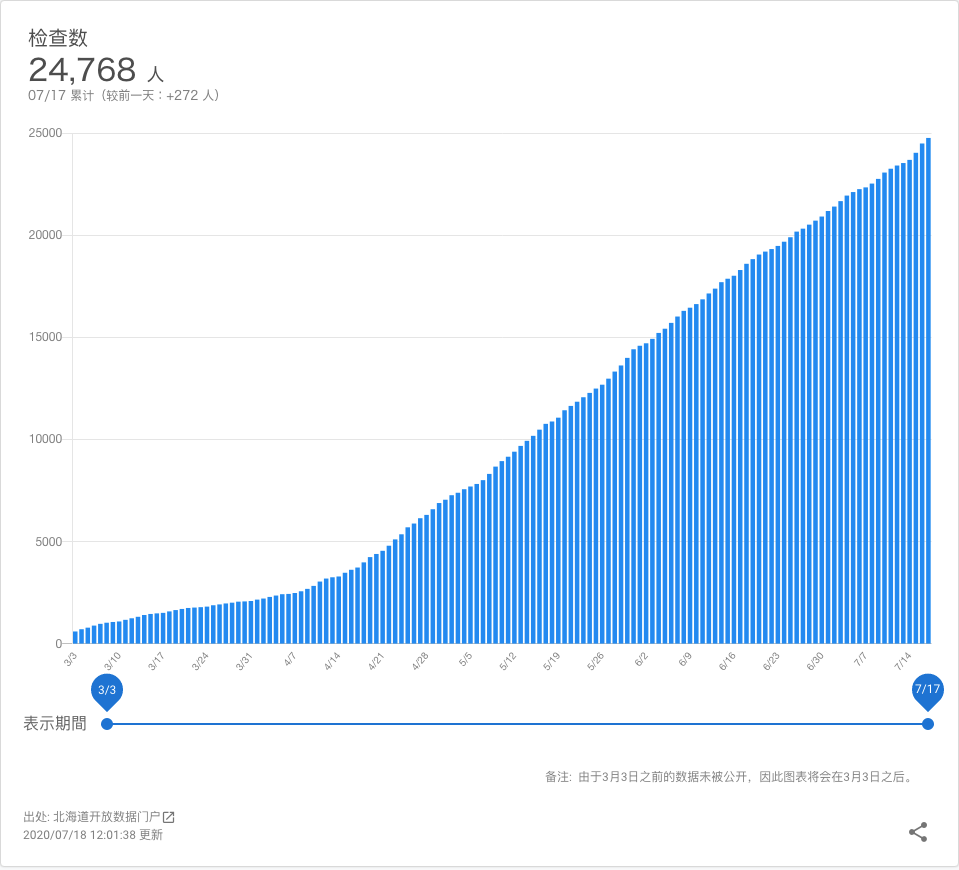 检查数
24,768 人
07/17 累计（较前一天：+272 人）
25000
20000
15000
10000
5000
0
3/3 3/10 3/17 3/24 3/31 4/7 4/14 4/21 4/28 5/5 5/12 5/19 5/26 6/2 6/9 6/16 6/23 6/30 7/7 7/14
3/3 7/17
表示期間
备注: 由于3月3日之前的数据未被公开，因此图表将会在3月3日之后。
出处: 北海道开放数据门户
2020/07/18 12:01:38 更新